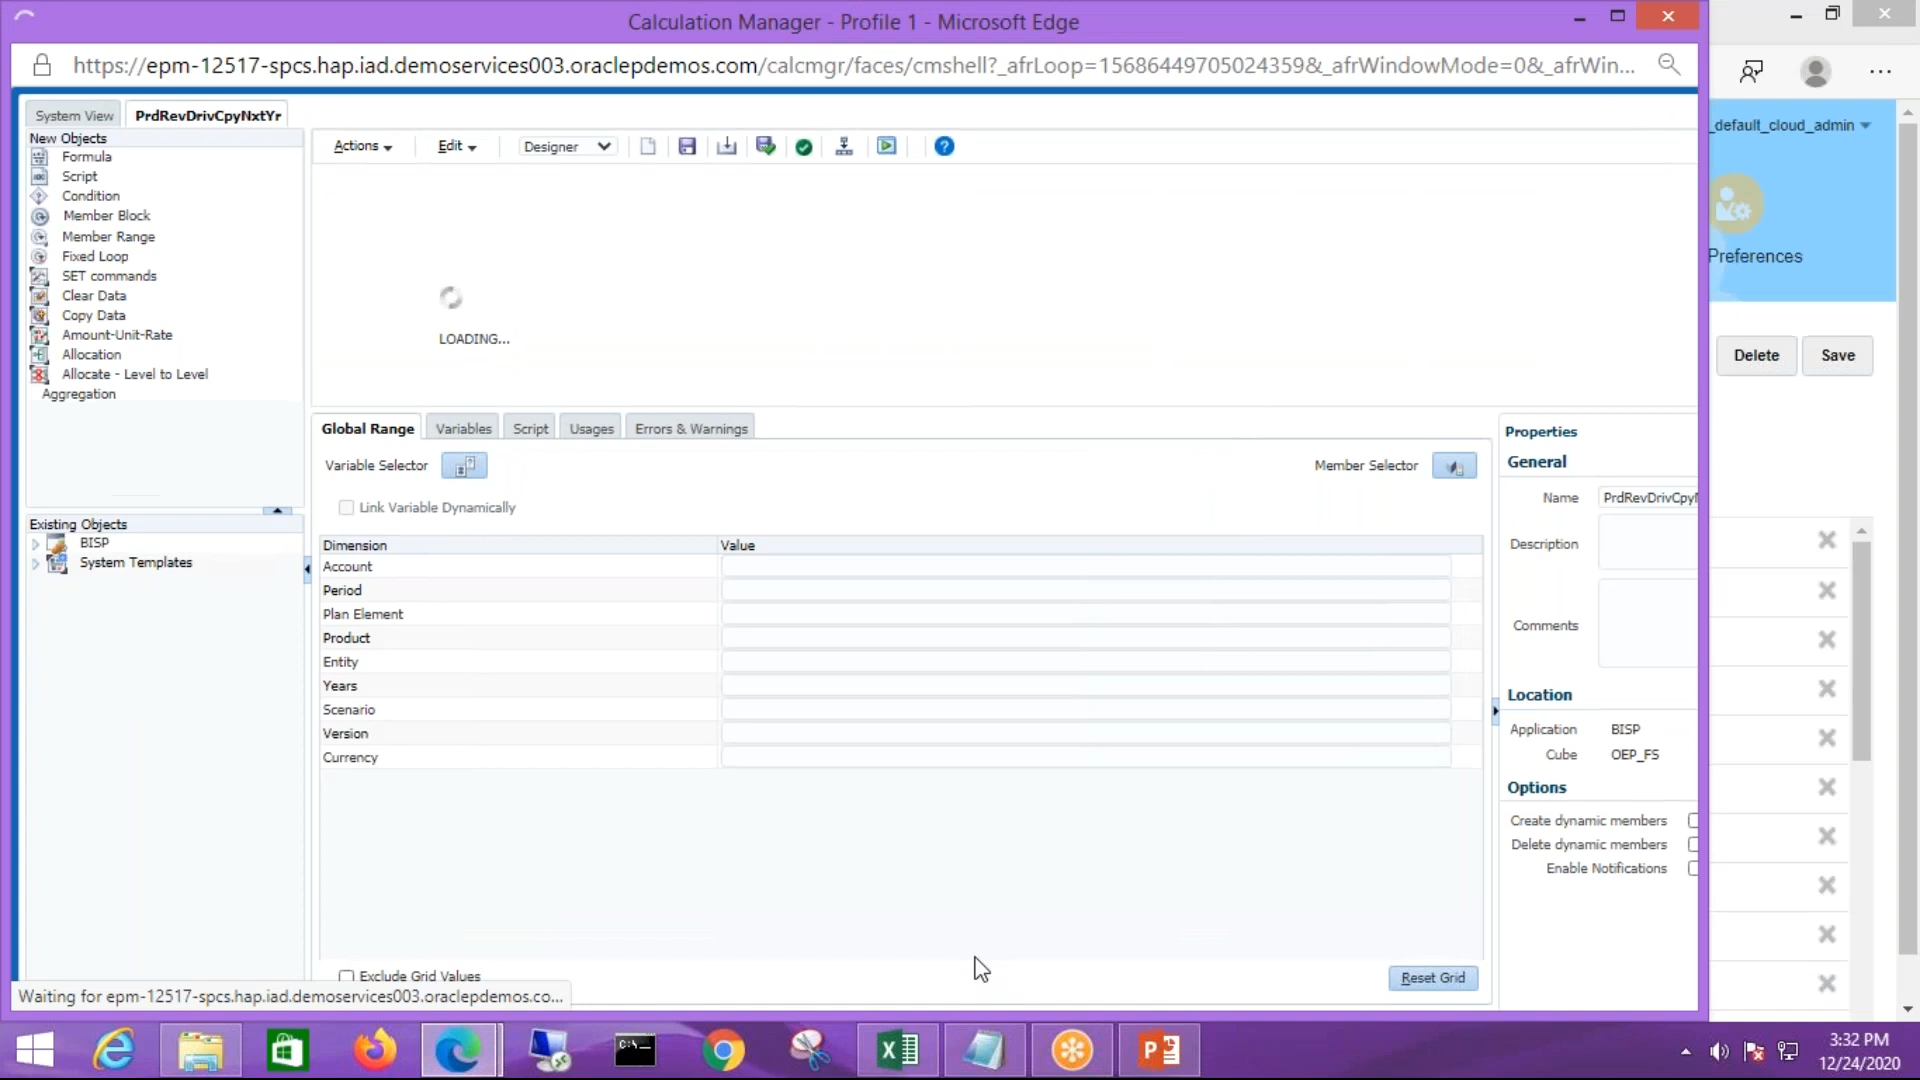 Calculation Manager - Profile 1 - Microsoft Edge
https://epm-12517-spcs.hap.iad.demoservices003.oraclepdemos.com/calcmgr/faces/cmshell?_afrLoop=15686449705024359&_afrWindowMode=0&_afrWin...
System View
PrdRevDrivCpyNxtYr
_default_cloud_admin
New Objects
Formula
Script
Condition
Member Block
Member Range
Fixed Loop
SET commands
Clear Data
Copy Data
Amount-Unit-Rate
Allocation
Allocate - Level to Level
Aggregation
Actions
Edit
Designer
LOADING...
Preferences
Delete
Save
Global Range
Variables
Script
Usages
Errors & Warnings
Variable Selector
Member Selector
Link Variable Dynamically
Existing Objects
BISP
System Templates
Dimension
Value
Account
Period
Plan Element
Product
Entity
Years
Scenario
Version
Currency
Exclude Grid Values
Reset Grid
Properties
General
Name
PrdRevDrivCpyN
Description
Comments
Location
Application
BISP
Cube
OEP_FS
Options
Create dynamic members
Delete dynamic members
Enable Notifications
Waiting for epm-12517-spcs.hap.iad.demoservices003.oraclepdemos.co...
3:32 PM
12/24/2020